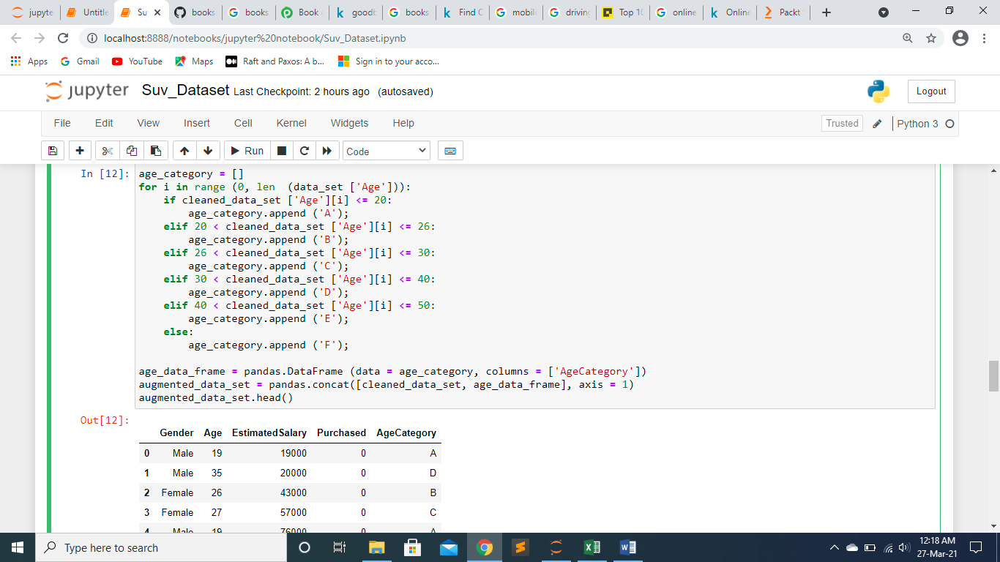 jupyte
Untitle
Su
books
books
Book
goodb
books
Find C
mobile
driving
Top 10
online
Online
Packt
localhost:8888/notebooks/jupyter%20notebook/Suv_Dataset.ipynb
Apps
Gmail
YouTube
Maps
Raft and Paxos: A b...
Sign in to your acco...
jupyter Suv_Dataset Last Checkpoint: 2 hours ago (autosaved)
Logout
File Edit View Insert Cell Kernel Widgets Help
Trusted
Python 3
Run
Code
In [12]: age_category = []
for i in range (0, len  (data_set ['Age'])):
    if cleaned_data_set ['Age'][i] <= 20:
        age_category.append ('A');
    elif 20 < cleaned_data_set ['Age'][i] <= 26:
        age_category.append ('B');
    elif 26 < cleaned_data_set ['Age'][i] <= 30:
        age_category.append ('C');
    elif 30 < cleaned_data_set ['Age'][i] <= 40:
        age_category.append ('D');
    elif 40 < cleaned_data_set ['Age'][i] <= 50:
        age_category.append ('E');
    else:
        age_category.append ('F');
age_data_frame = pandas.DataFrame (data = age_category, columns = ['AgeCategory'])
augmented_data_set = pandas.concat([cleaned_data_set, age_data_frame], axis = 1)
augmented_data_set.head()
Out[12]:
Gender Age EstimatedSalary Purchased AgeCategory
0 Male 19 19000 0 A
1 Male 35 20000 0 D
2 Female 26 43000 0 B
3 Female 27 57000 0 C
4 Male 19 76000 0 A
Type here to search
12:18 AM
27-Mar-21